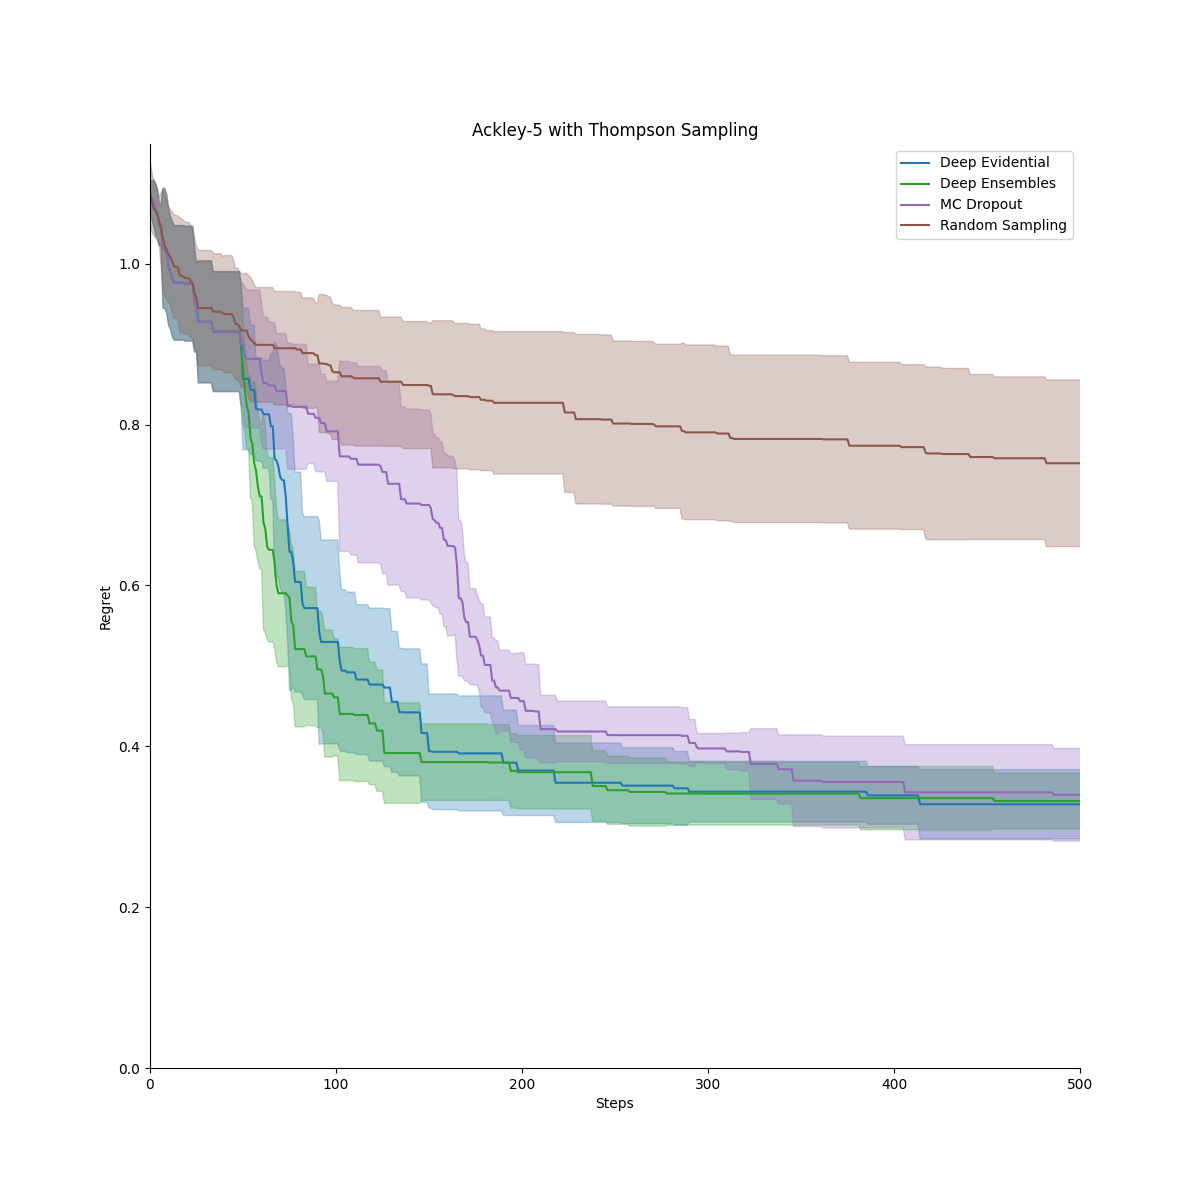 Ackley-5 with Thompson Sampling
Deep Evidential
Deep Ensembles
MC Dropout
Random Sampling
1.0
0.8
0.6
0.4
0.2
0.0
Regret
0 100 200 300 400 500
Steps